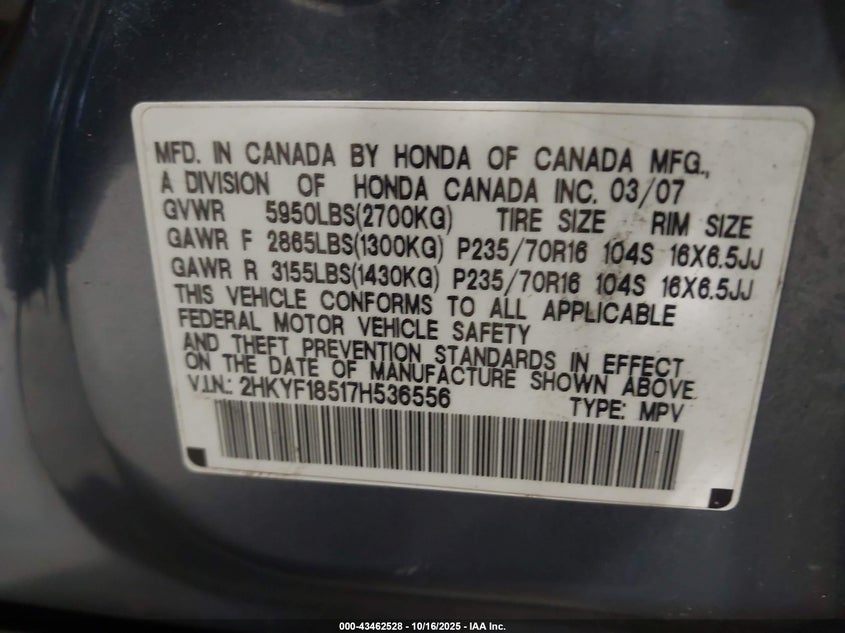 MFD. IN CANADA BY HONDA OF CANADA MFG.,
A DIVISION OF HONDA CANADA INC. 03/07
GVWR 5950LBS(2700KG) TIRE SIZE RIM SIZE
GAWR F 2865LBS(1300KG) P235/70R16 104S 16X6.5JJ
GAWR R 3155LBS(1430KG) P235/70R16 104S 16X6.5JJ
THIS VEHICLE CONFORMS TO ALL APPLICABLE
FEDERAL MOTOR VEHICLE SAFETY
AND THEFT PREVENTION STANDARDS IN EFFECT
ON THE DATE OF MANUFACTURE SHOWN ABOVE.
V.I.N.: 2HKYF18517H536556 TYPE: MPV
000-43462528 - 10/16/2025 - IAA Inc.